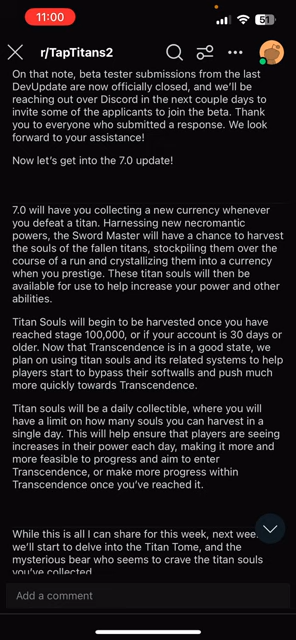 11:00
51
r/TapTitans2
On that note, beta tester submissions from the last
DevUpdate are now officially closed, and we'll be
reaching out over Discord in the next couple days to
invite some of the applicants to join the beta. Thank
you to everyone who submitted a response. We look
forward to your assistance!
Now let's get into the 7.0 update!
7.0 will have you collecting a new currency whenever
you defeat a titan. Harnessing new necromantic
powers, the Sword Master will have a chance to harvest
the souls of the fallen titans, stockpiling them over the
course of a run and crystallizing them into a currency
when you prestige. These titan souls will then be
available for use to help increase your power and other
abilities.
Titan Souls will begin to be harvested once you have
reached stage 100,000, or if your account is 30 days or
older. Now that Transcendence is in a good state, we
plan on using titan souls and its related systems to help
players start to bypass their softwalls and push much
more quickly towards Transcendence.
Titan souls will be a daily collectible, where you will
have a limit on how many souls you can harvest in a
single day. This will help ensure that players are seeing
increases in their power each day, making it more and
more feasible to progress and aim to enter
Transcendence, or make more progress within
Transcendence once you've reached it.
While this is all I can share for this week, next wee
we'll start to delve into the Titan Tome, and the
mysterious bear who seems to crave the titan souls
you've collected
Add a comment